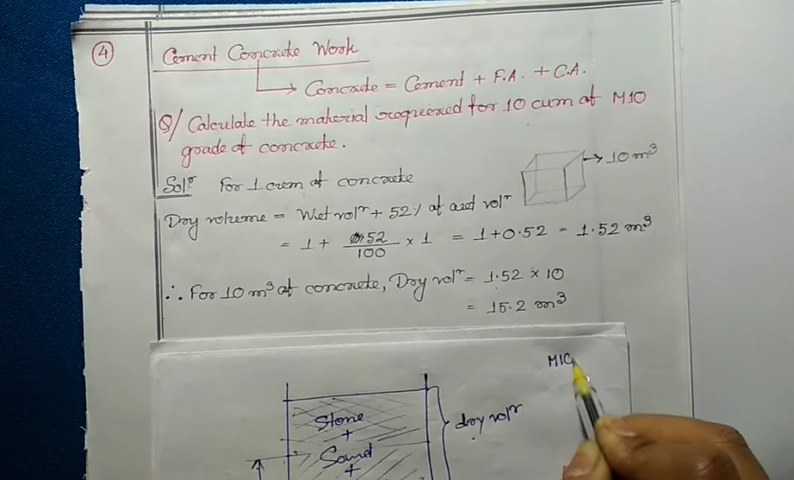 4
Cement Concrete Work
Concrete = Cement + F.A. + C.A.
Q/ Calculate the material required for 10 cum of M10
grade of concrete.
Solⁿ For 1 cum of concrete
→ 10 m³
Dry volume = Wet volⁿ + 52% of wet volⁿ
= 1 + 52/100 × 1 = 1+0.52 = 1.52 m³
∴ For 10 m³ of concrete, Dry volⁿ = 1.52 × 10
= 15.2 m³
M10
Stone
+
Sand
+
dry volⁿ